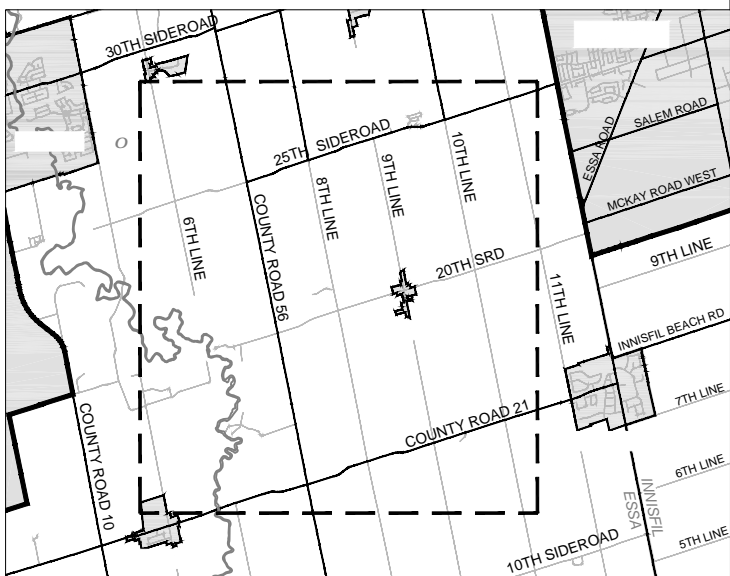 30TH SIDEROAD
SALEM ROAD
ESSA ROAD
25TH SIDEROAD
10TH LINE
9TH LINE
8TH LINE
MCKAY ROAD WEST
6TH LINE
COUNTY ROAD 56
20TH SRD
9TH LINE
11TH LINE
INNISFIL BEACH RD
7TH LINE
COUNTY ROAD 21
COUNTY ROAD 10
6TH LINE
INNISFIL
ESSA
10TH SIDEROAD
5TH LINE